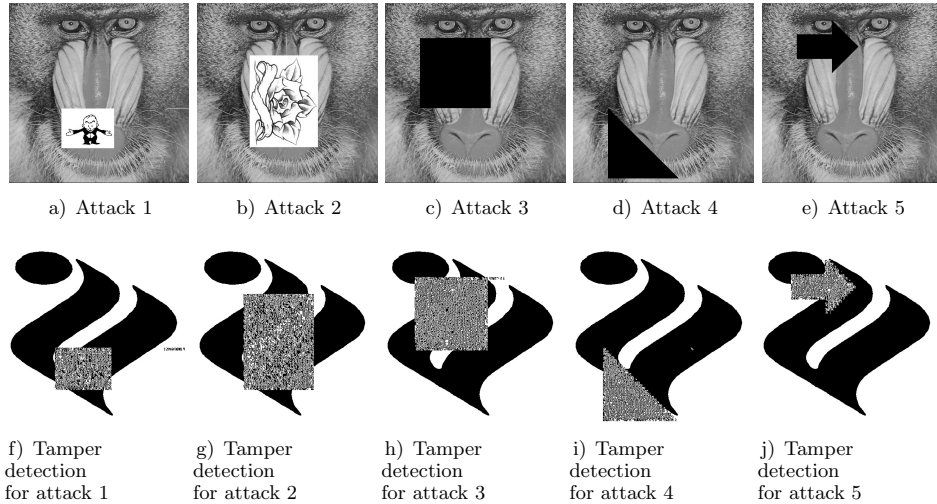 a) Attack 1
b) Attack 2
c) Attack 3
d) Attack 4
e) Attack 5
f) Tamper
detection
for attack 1
g) Tamper
detection
for attack 2
h) Tamper
detection
for attack 3
i) Tamper
detection
for attack 4
j) Tamper
detection
for attack 5